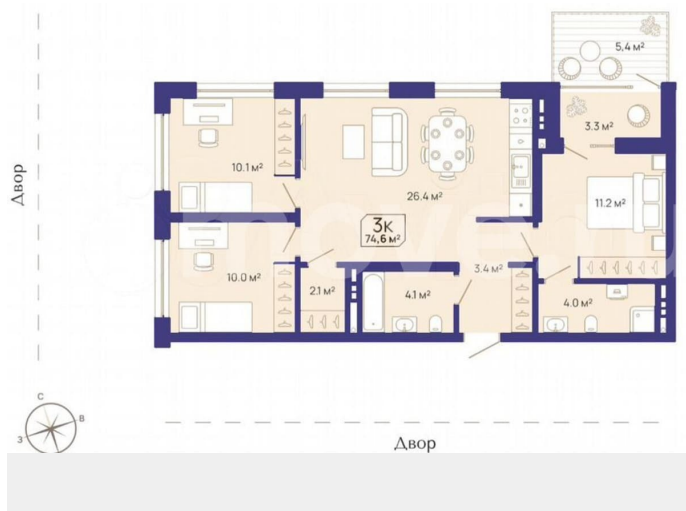 5,4 м²
3.3 м²
10.1 м²
26.4 м²
11.2 м²
3К
74,6 м²
10.0 м²
2.1 м²
4.1 м²
3.4 м²
4.0 м²
Двор
С
В
З
Двор